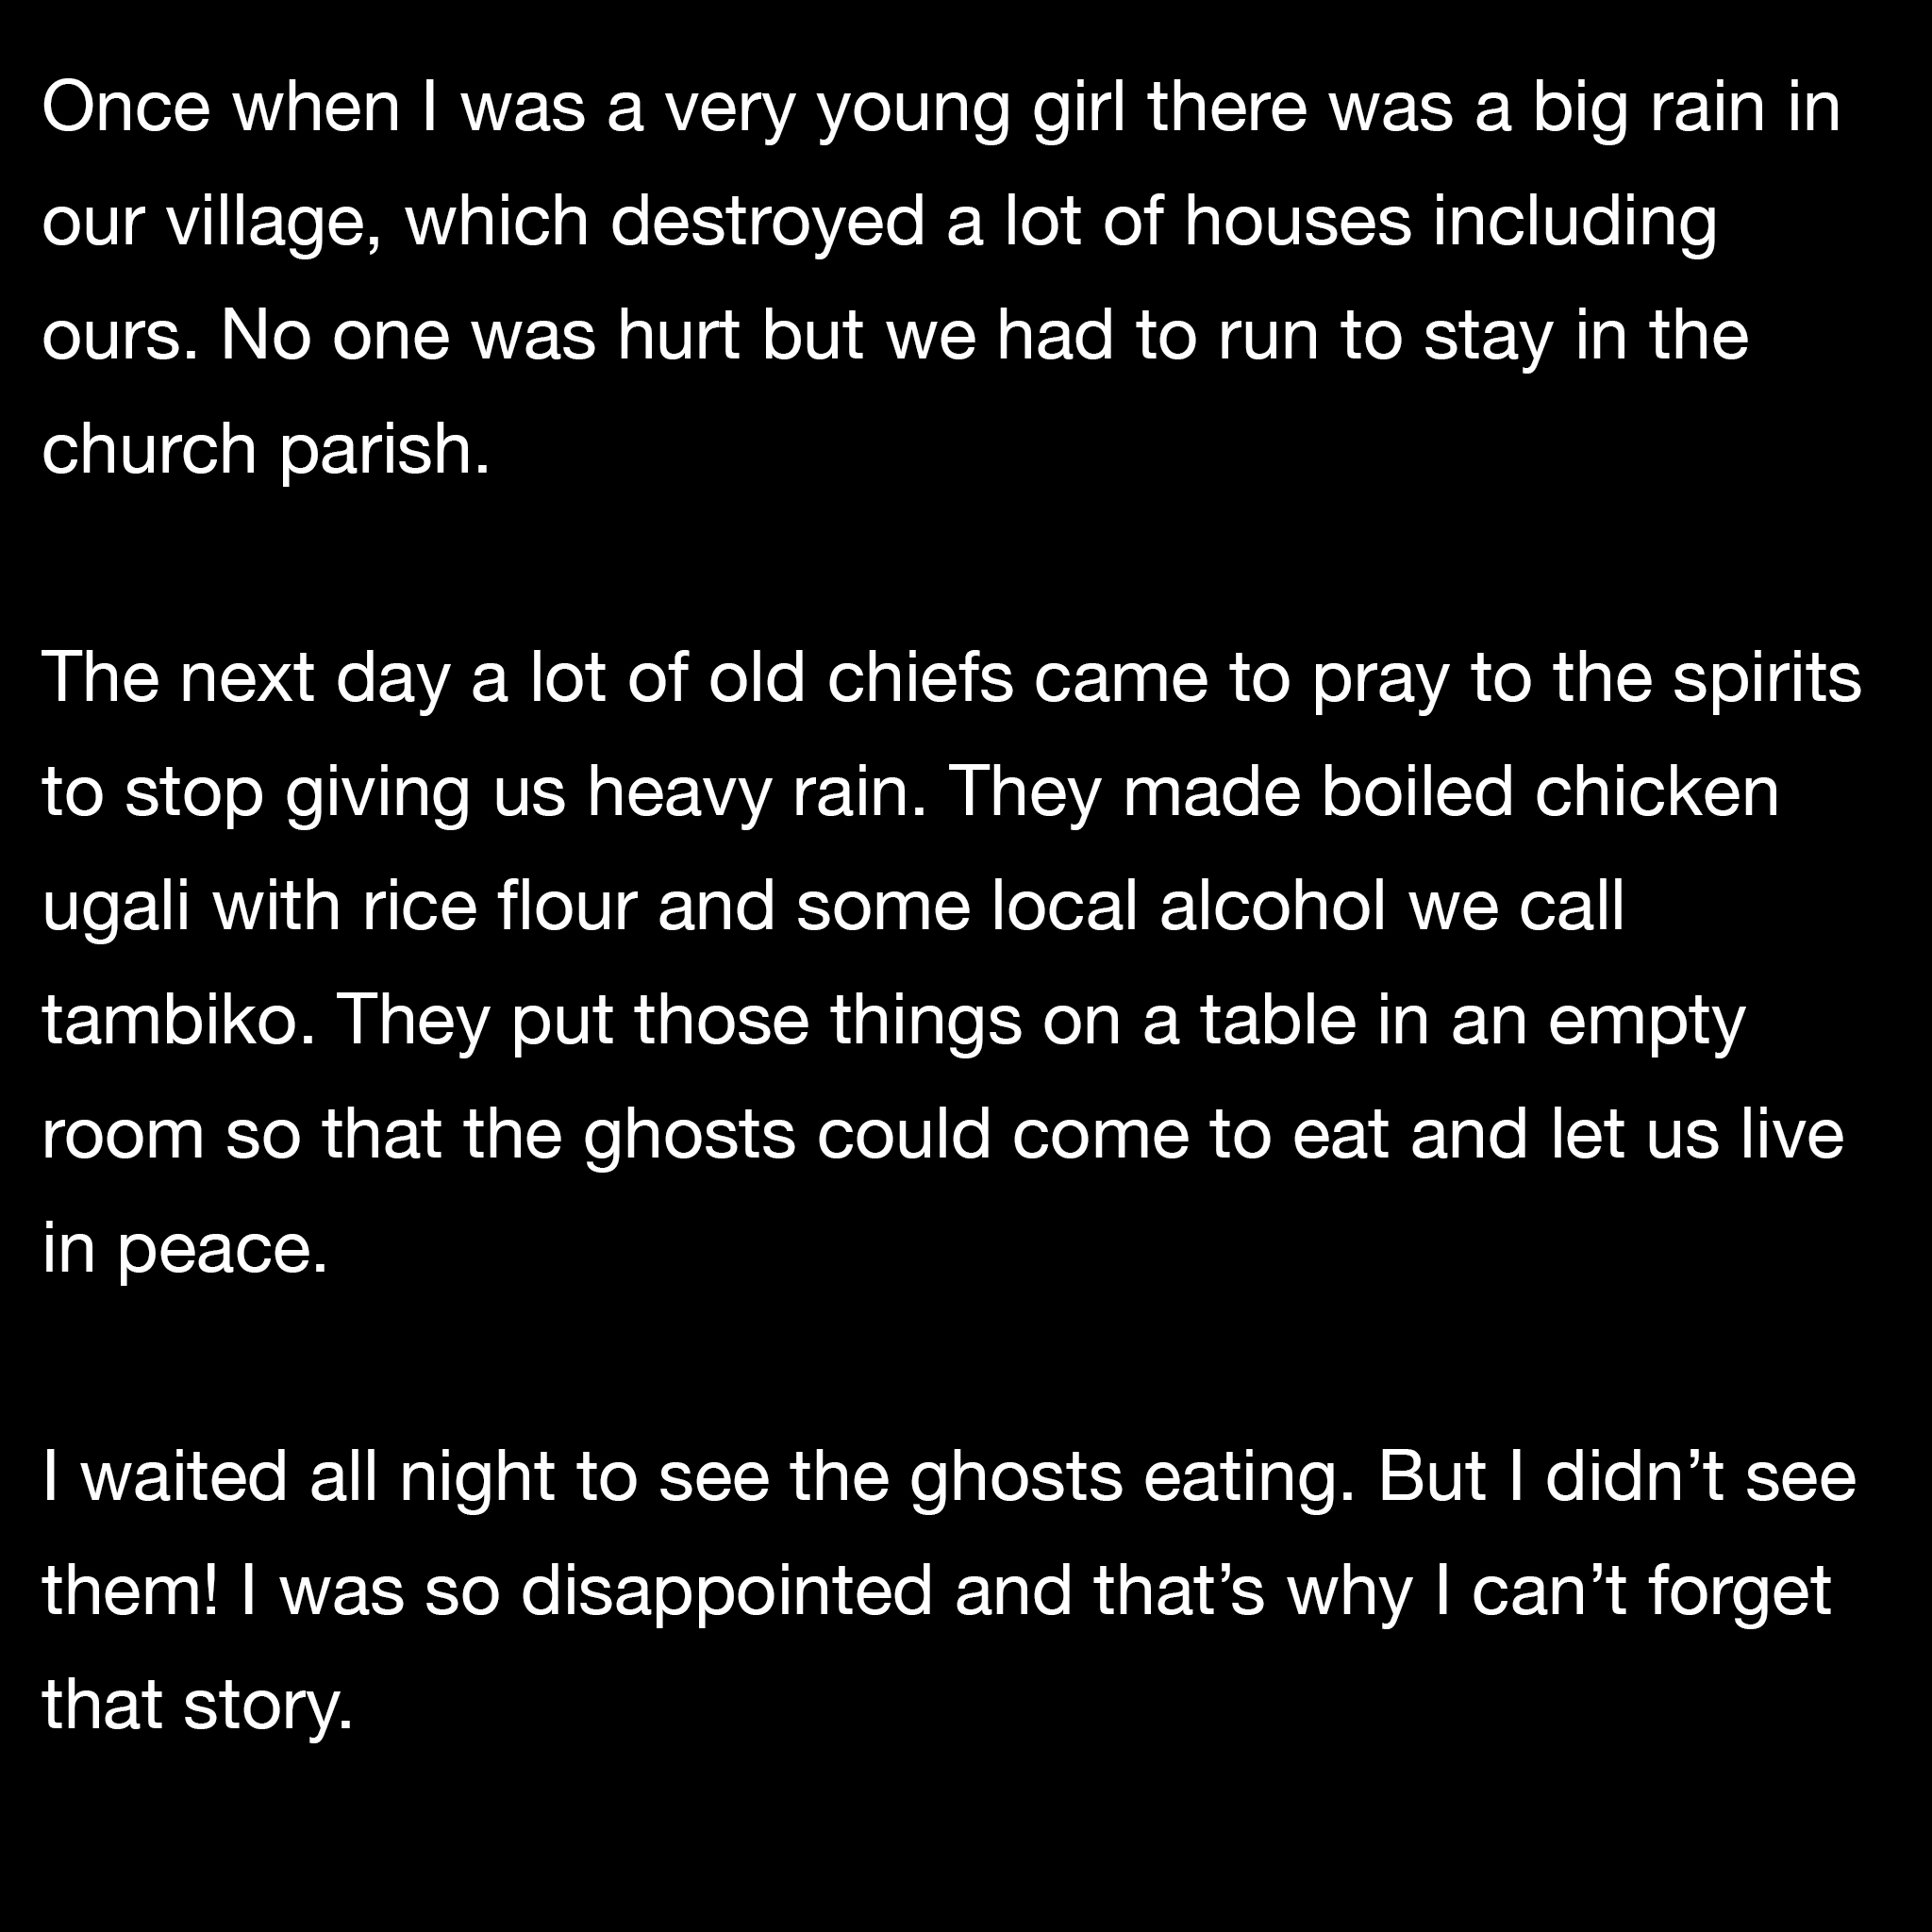 Once when I was a very young girl there was a big rain in
our village, which destroyed a lot of houses including
ours. No one was hurt but we had to run to stay in the
church parish.
The next day a lot of old chiefs came to pray to the spirits
to stop giving us heavy rain. They made boiled chicken
ugali with rice flour and some local alcohol we call
tambiko. They put those things on a table in an empty
room so that the ghosts could come to eat and let us live
in peace.
I waited all night to see the ghosts eating. But I didn’t see
them! I was so disappointed and that’s why I can’t forget
that story.